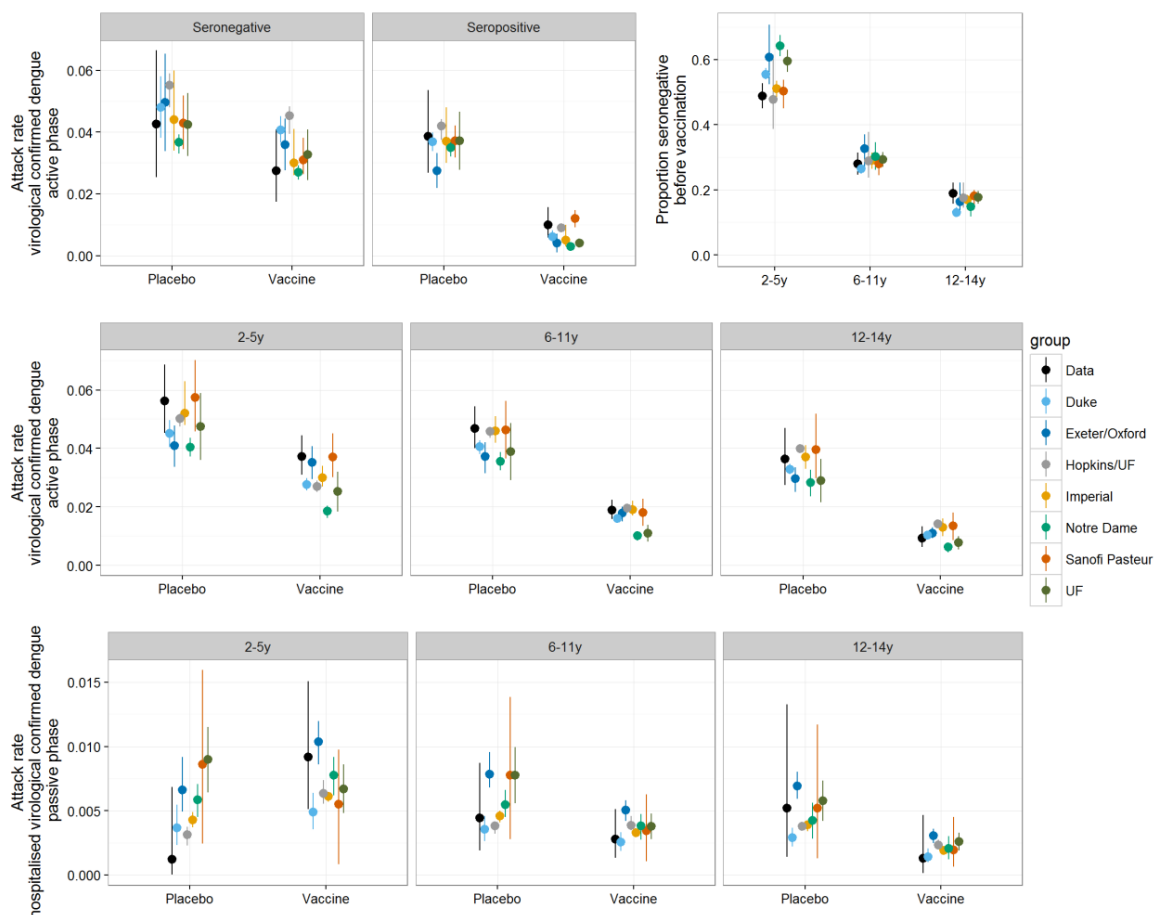 Seronegative
Seropositive
Attack rate
virological confirmed dengue
active phase
0.06
0.04
0.02
0.00
Placebo
Vaccine
Placebo
Vaccine
Proportion seronegative
before vaccination
0.6
0.4
0.2
0.0
2-5y
6-11y
12-14y
2-5y
6-11y
12-14y
Attack rate
virological confirmed dengue
active phase
0.06
0.04
0.02
0.00
Placebo
Vaccine
Placebo
Vaccine
Placebo
Vaccine
group
Data
Duke
Exeter/Oxford
Hopkins/UF
Imperial
Notre Dame
Sanofi Pasteur
UF
2-5y
6-11y
12-14y
Attack rate
hospitalised virological confirmed dengue
passive phase
0.015
0.010
0.005
0.000
Placebo
Vaccine
Placebo
Vaccine
Placebo
Vaccine